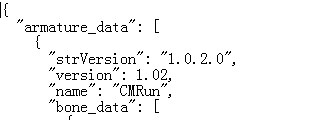 {
"armature_data": [
{
"strVersion": "1.0.2.0",
"version": 1.02,
"name": "CMRun",
"bone_data": [